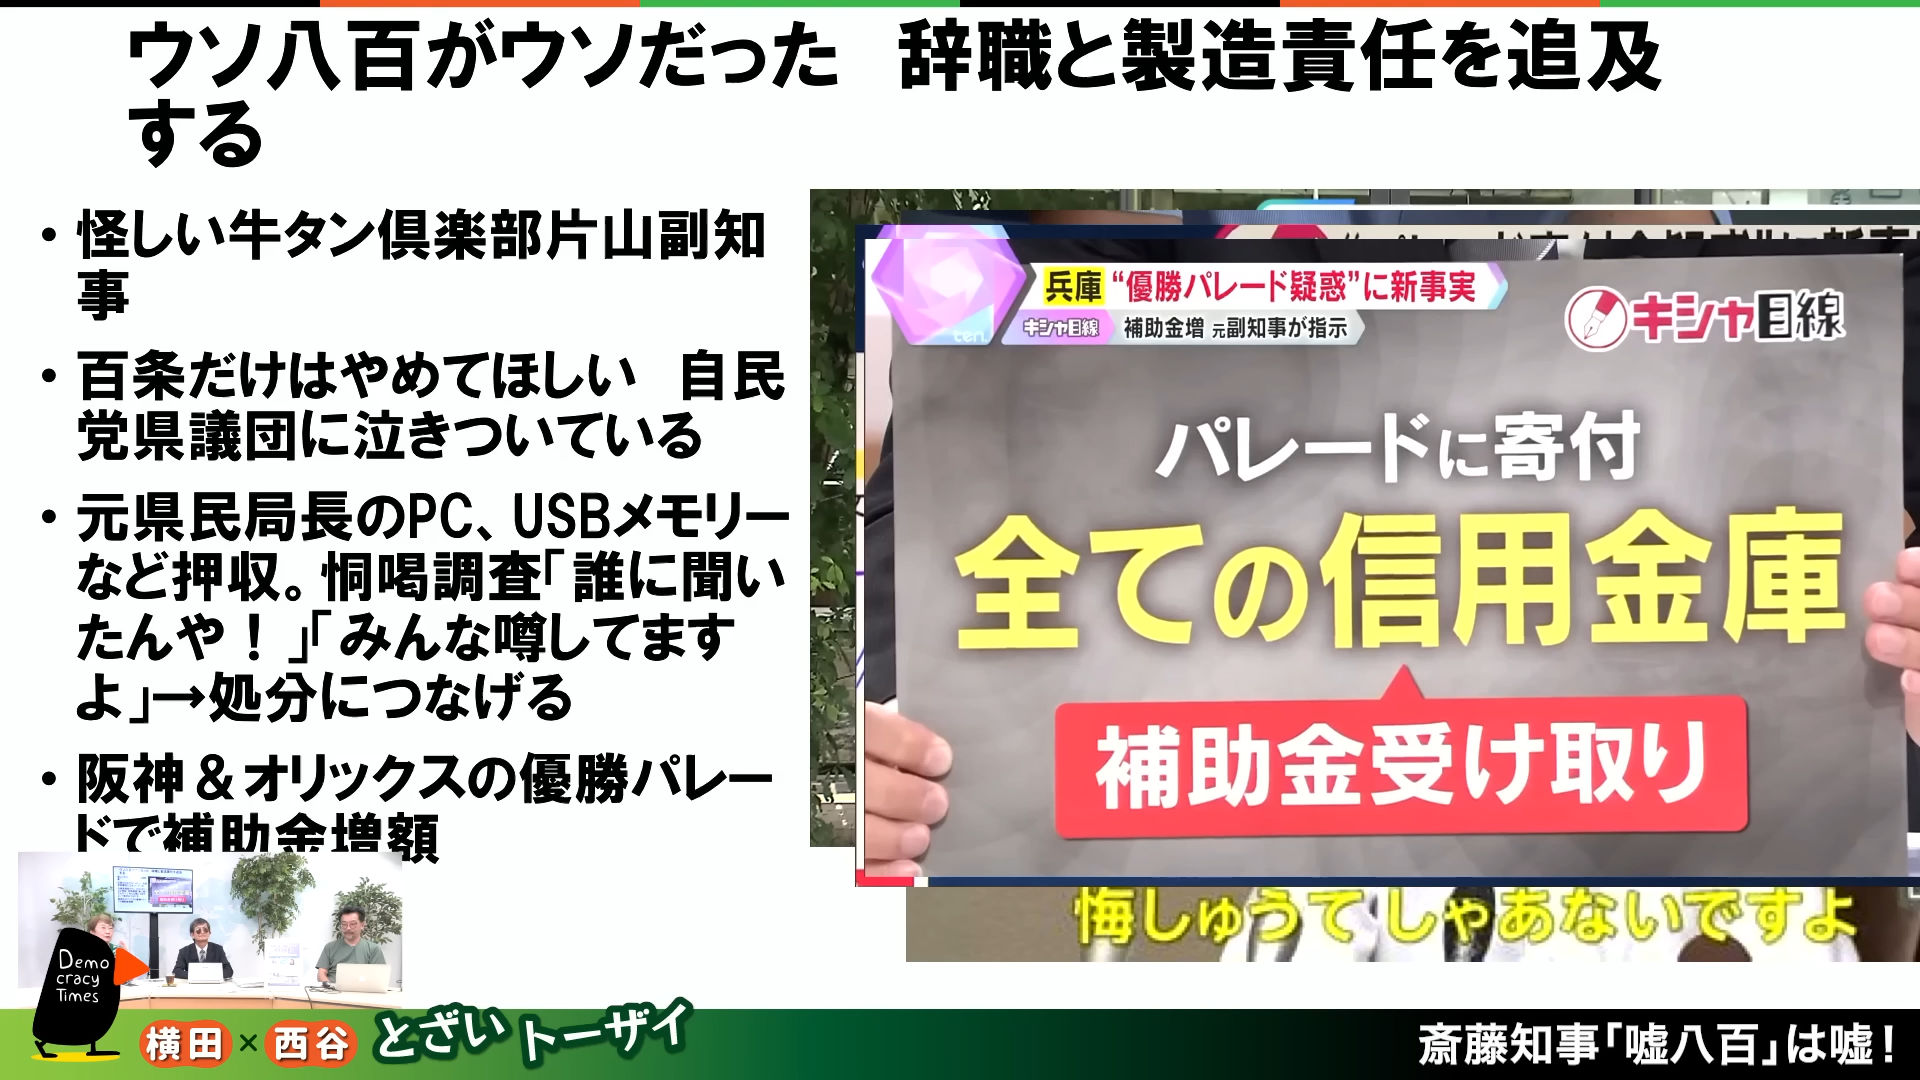 ウソ八百がウソだった　辞職と製造責任を追及
する
・怪しい牛タン倶楽部片山副知
事
・百条だけはやめてほしい　自民
党県議団に泣きついている
・元県民局長のPC、USBメモリー
など押収。恫喝調査「誰に聞い
たんや！」「みんな噂してます
よ」→処分につなげる
・阪神＆オリックスの優勝パレー
ドで補助金増額
兵庫 “優勝パレード疑惑”に新事実
ten.
キシャ目線 補助金増 元副知事が指示
キシャ目線
パレードに寄付
全ての信用金庫
補助金受け取り
悔しゅうてしゃあないですよ
Demo
cracy
Times
横田×西谷 とざいトーザイ
斎藤知事「嘘八百」は嘘！